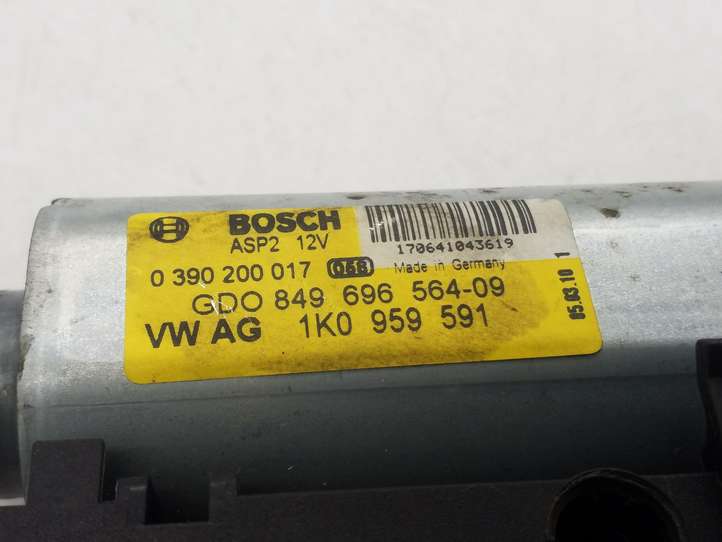 BOSCH
ASP2 12V
170641043619
0 390 200 017 068 Made in Germany
GDO 849 696 564-09
VW AG 1K0 959 591
05.03.10 1